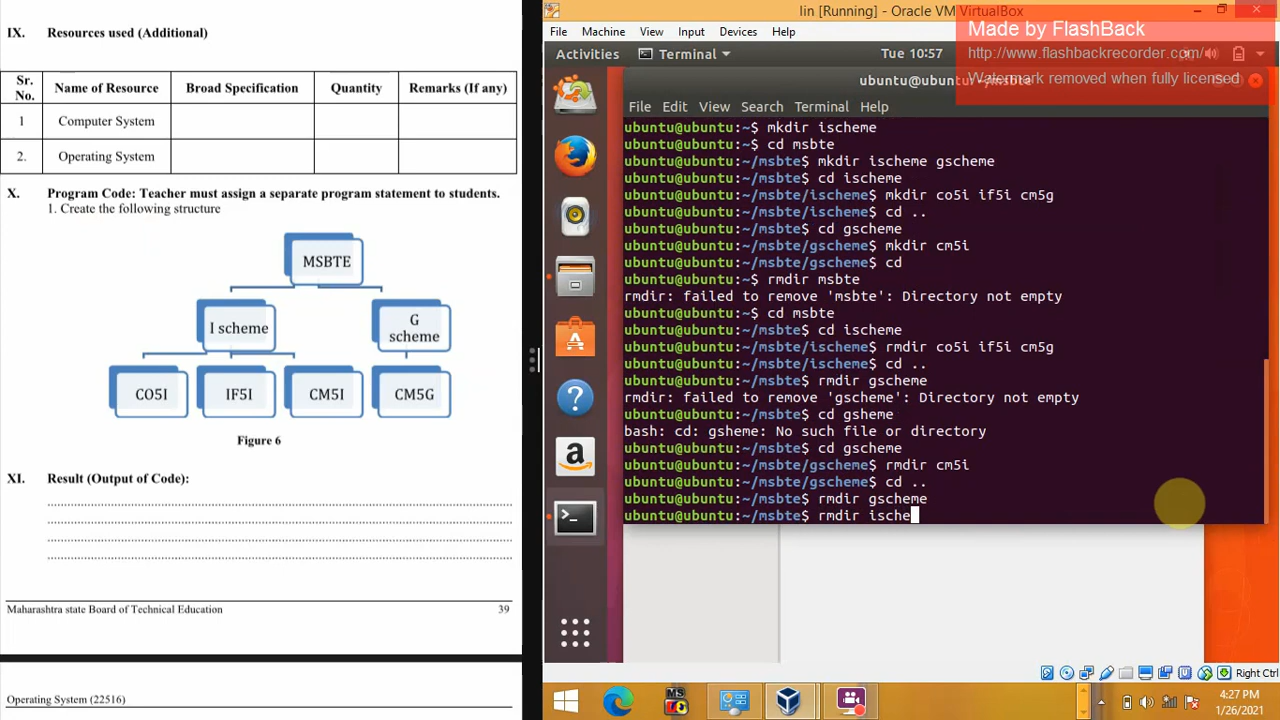 IX. Resources used (Additional)
Sr. No. Name of Resource Broad Specification Quantity Remarks (If any)
1 Computer System
2. Operating System
X. Program Code: Teacher must assign a separate program statement to students.
1. Create the following structure
MSBTE
I scheme
G
scheme
CO5I IF5I CM5I CM5G
Figure 6
XI. Result (Output of Code):
Maharashtra state Board of Technical Education 39
Operating System (22516)
lin [Running] - Oracle VM VirtualBox
File Machine View Input Devices Help
Made by FlashBack
http://www.flashbackrecorder.com/
Watermark removed when fully licensed
Activities Terminal Tue 10:57
ubuntu@ubuntu: ~/msbte
File Edit View Search Terminal Help
ubuntu@ubuntu:~$ mkdir ischeme
ubuntu@ubuntu:~$ cd msbte
ubuntu@ubuntu:~/msbte$ mkdir ischeme gscheme
ubuntu@ubuntu:~/msbte$ cd ischeme
ubuntu@ubuntu:~/msbte/ischeme$ mkdir co5i if5i cm5g
ubuntu@ubuntu:~/msbte/ischeme$ cd ..
ubuntu@ubuntu:~/msbte$ cd gscheme
ubuntu@ubuntu:~/msbte/gscheme$ mkdir cm5i
ubuntu@ubuntu:~/msbte/gscheme$ cd
ubuntu@ubuntu:~$ rmdir msbte
rmdir: failed to remove 'msbte': Directory not empty
ubuntu@ubuntu:~$ cd msbte
ubuntu@ubuntu:~/msbte$ cd ischeme
ubuntu@ubuntu:~/msbte/ischeme$ rmdir co5i if5i cm5g
ubuntu@ubuntu:~/msbte/ischeme$ cd ..
ubuntu@ubuntu:~/msbte$ rmdir gscheme
rmdir: failed to remove 'gscheme': Directory not empty
ubuntu@ubuntu:~/msbte$ cd gsheme
bash: cd: gsheme: No such file or directory
ubuntu@ubuntu:~/msbte$ cd gscheme
ubuntu@ubuntu:~/msbte/gscheme$ rmdir cm5i
ubuntu@ubuntu:~/msbte/gscheme$ cd ..
ubuntu@ubuntu:~/msbte$ rmdir gscheme
ubuntu@ubuntu:~/msbte$ rmdir ische
Right Ctrl
MS
4:27 PM
1/26/2021